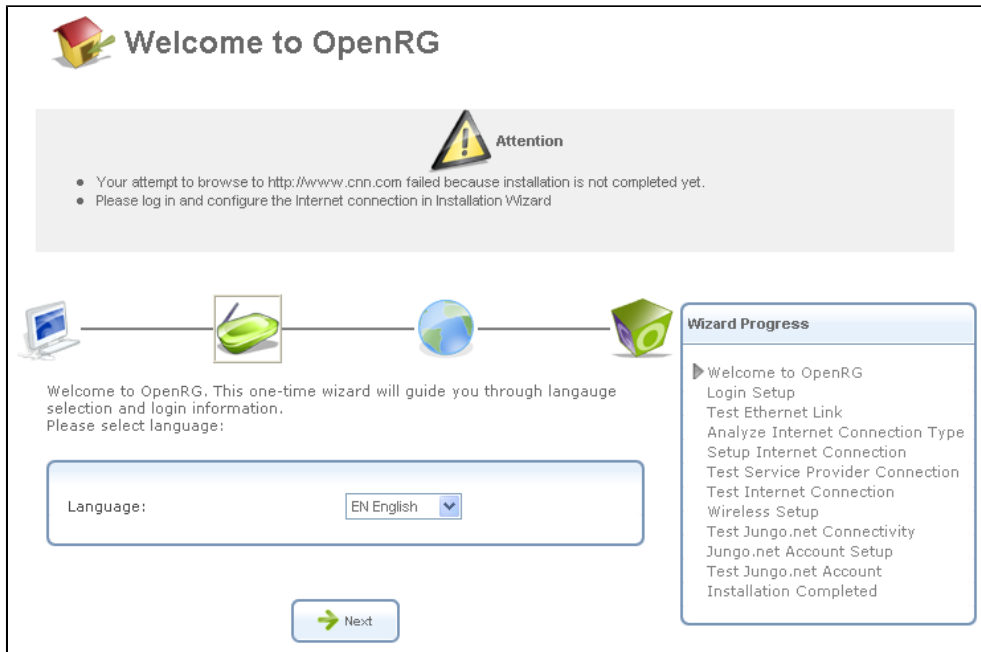 Welcome to OpenRG
Attention
Your attempt to browse to http://www.cnn.com failed because installation is not completed yet.
Please log in and configure the Internet connection in Installation Wizard
Welcome to OpenRG. This one-time wizard will guide you through langauge
selection and login information.
Please select language:
Language:
EN English
Next
Wizard Progress
Welcome to OpenRG
Login Setup
Test Ethernet Link
Analyze Internet Connection Type
Setup Internet Connection
Test Service Provider Connection
Test Internet Connection
Wireless Setup
Test Jungo.net Connectivity
Jungo.net Account Setup
Test Jungo.net Account
Installation Completed